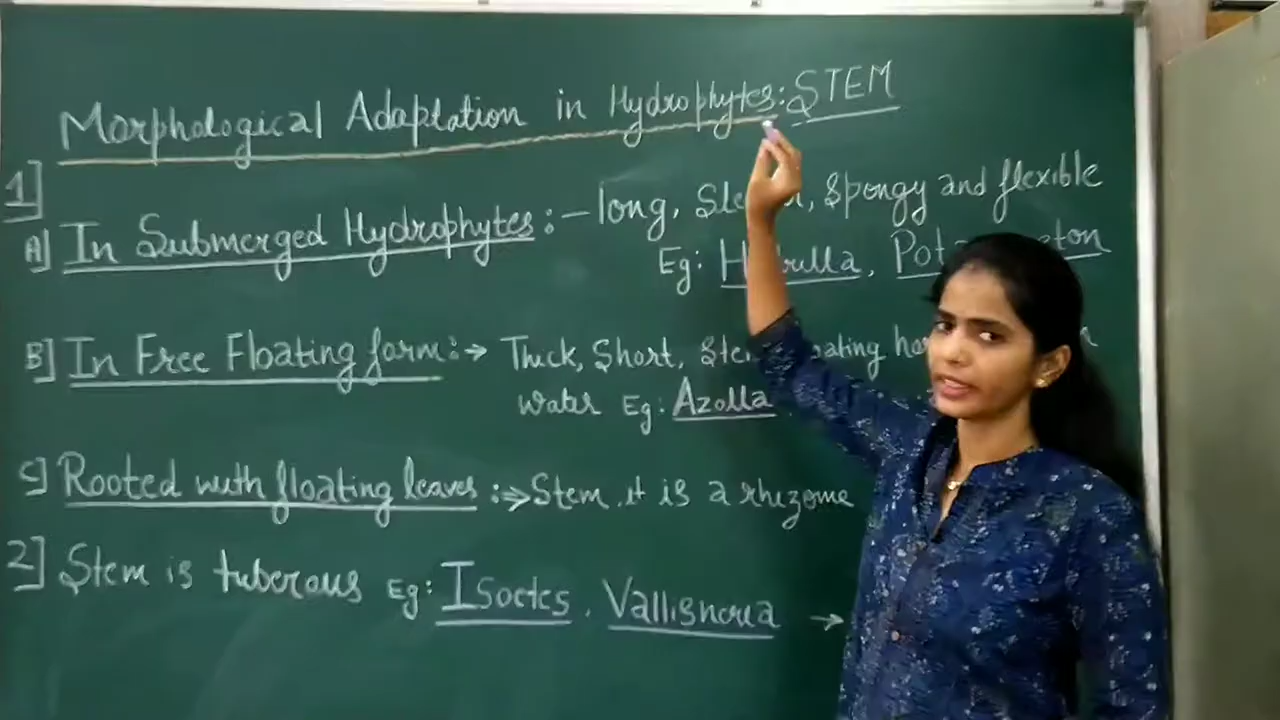 Morphological Adaptation in Hydrophytes: STEM
1]
A] In Submerged Hydrophytes:- long, , Spongy and flexible
Eg: ,
B] In Free Floating form:→ Thick, Short,
water Eg: Azolla
C] Rooted with floating leaves :⇒ Stem it is a rhizome
2] Stem is tuberous Eg: Isoetes, Vallisneria →